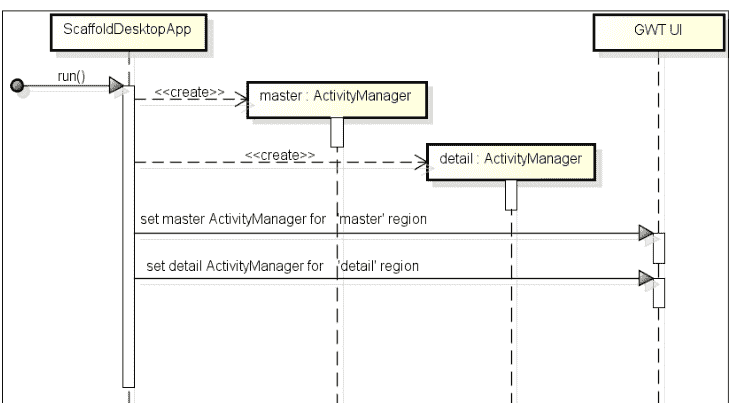 ScaffoldDesktopApp
GWT UI
run()
<<create>>
master : ActivityManager
<<create>>
detail : ActivityManager
set master ActivityManager for 'master' region
set detail ActivityManager for 'detail' region